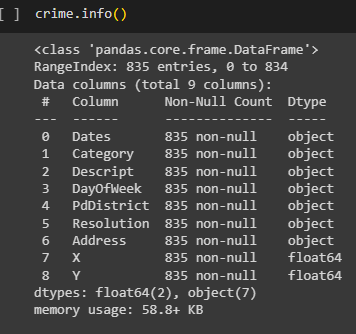 [ ] crime.info()
<class 'pandas.core.frame.DataFrame'>
RangeIndex: 835 entries, 0 to 834
Data columns (total 9 columns):
 #   Column      Non-Null Count  Dtype
---  ------      --------------  -----
 0   Dates       835 non-null    object
 1   Category    835 non-null    object
 2   Descript    835 non-null    object
 3   DayOfWeek   835 non-null    object
 4   PdDistrict  835 non-null    object
 5   Resolution  835 non-null    object
 6   Address     835 non-null    object
 7   X           835 non-null    float64
 8   Y           835 non-null    float64
dtypes: float64(2), object(7)
memory usage: 58.8+ KB